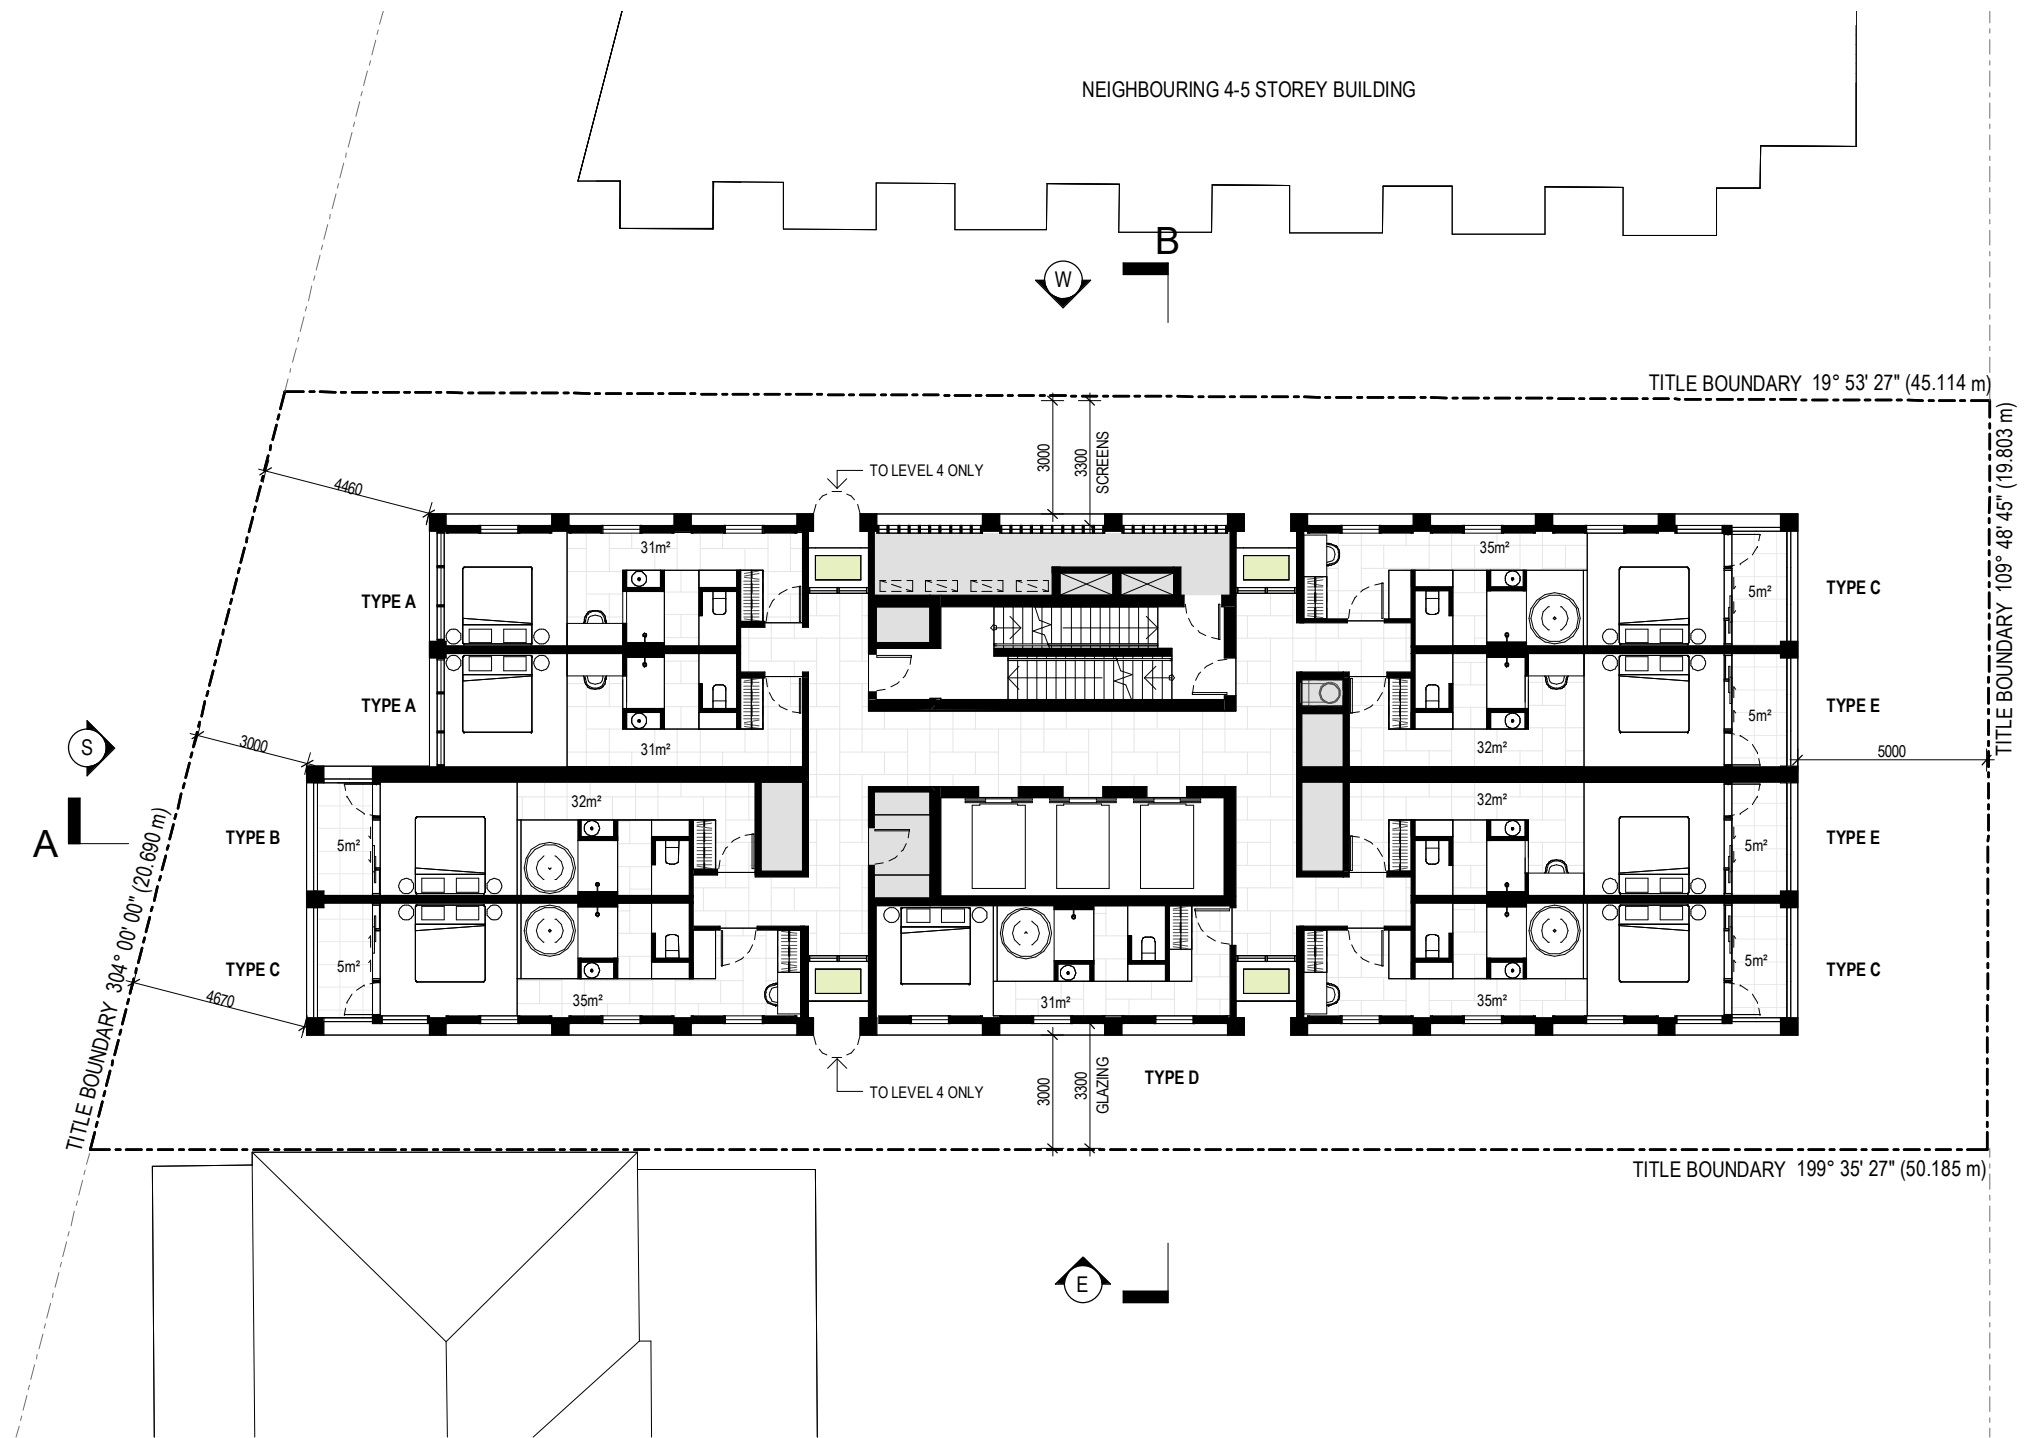 NEIGHBOURING 4-5 STOREY BUILDING
B
W
TITLE BOUNDARY 19° 53' 27" (45.114 m)
TITLE BOUNDARY 109° 48' 45" (19.803 m)
3000
3300
SCREENS
TO LEVEL 4 ONLY
4460
31m²
35m²
TYPE A
5m²
TYPE C
TYPE A
5m²
TYPE E
S
3000
31m²
32m²
5000
32m²
32m²
A
TYPE B
5m²
5m²
TYPE E
TITLE BOUNDARY 304° 00' 00" (20.690 m)
TYPE C
5m²
5m²
TYPE C
4670
35m²
31m²
35m²
TO LEVEL 4 ONLY
3000
3300
GLAZING
TYPE D
TITLE BOUNDARY 199° 35' 27" (50.185 m)
E